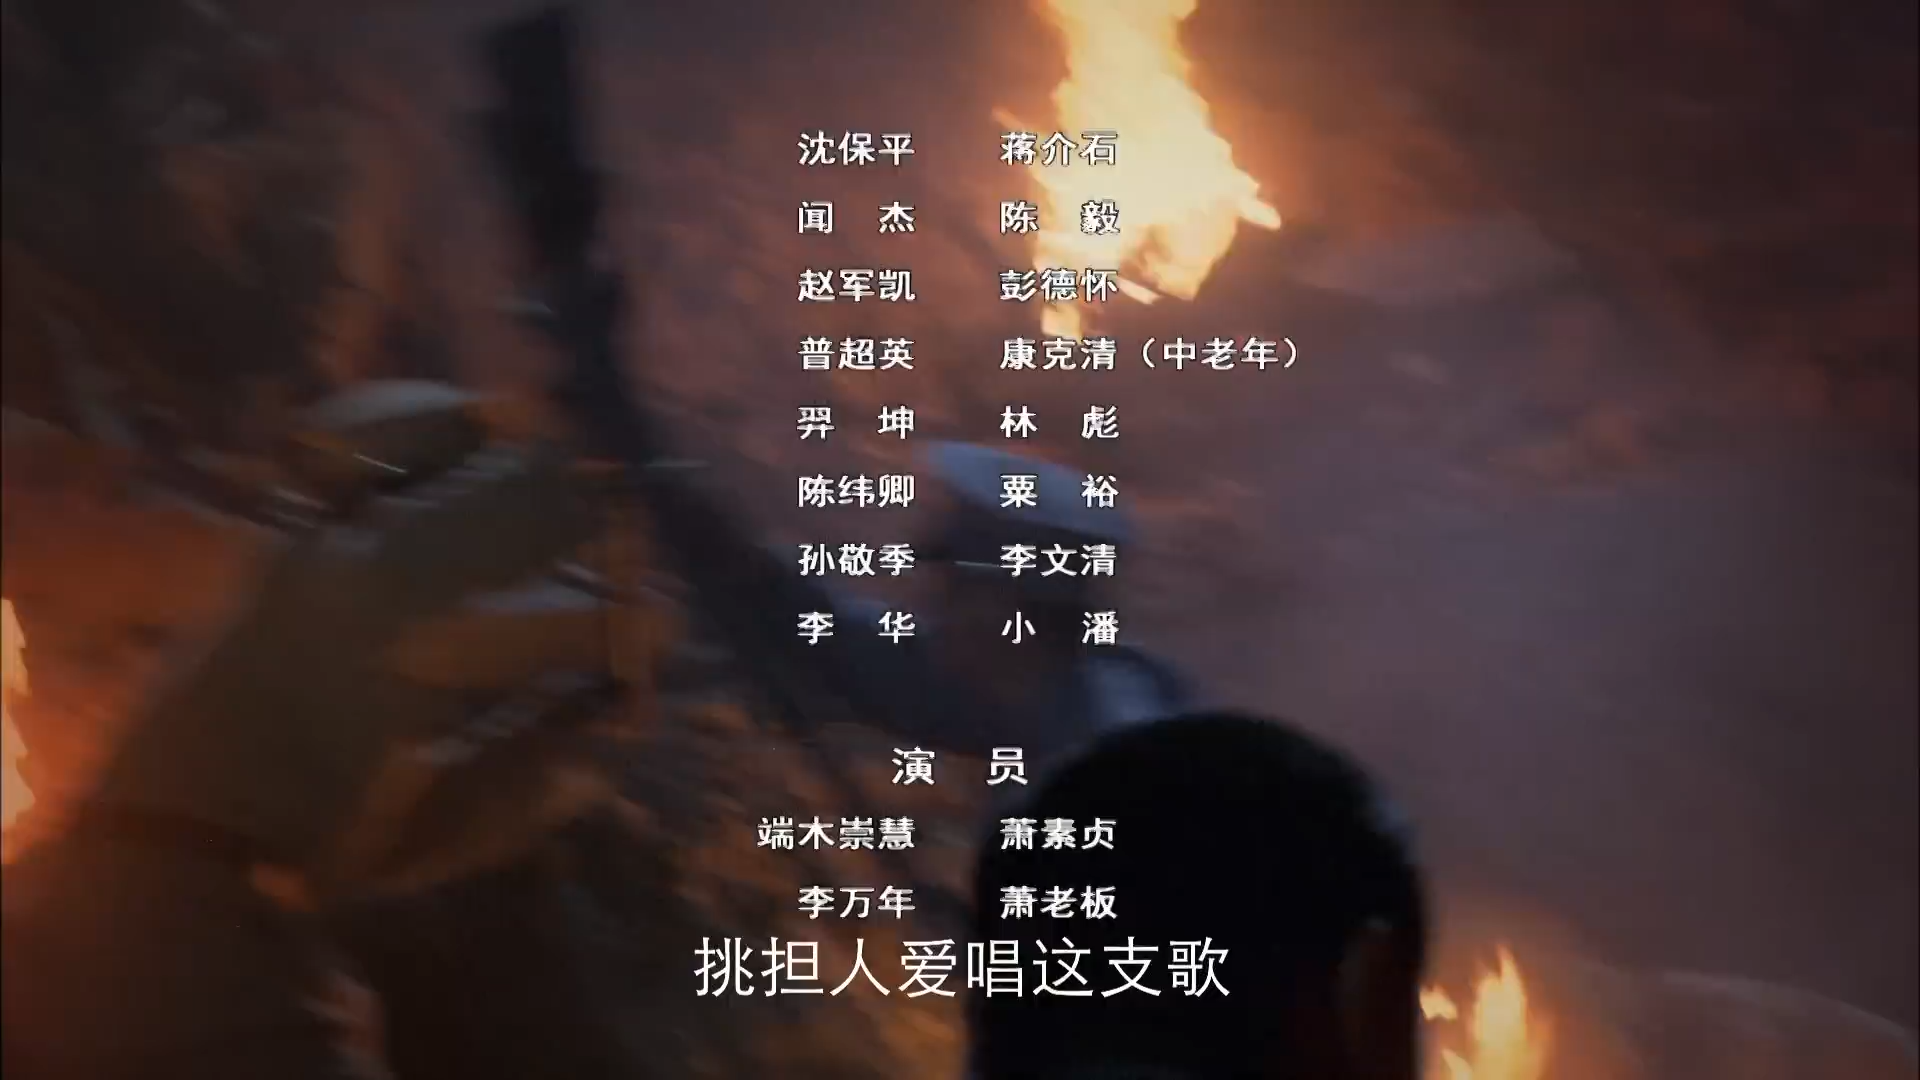 沈保平 蒋介石
闻 杰 陈 毅
赵军凯 彭德怀
普超英 康克清（中老年）
羿 坤 林 彪
陈纬卿 粟 裕
孙敬季 李文清
李 华 小 潘
演 员
端木崇慧 萧素贞
李万年 萧老板
挑担人爱唱这支歌